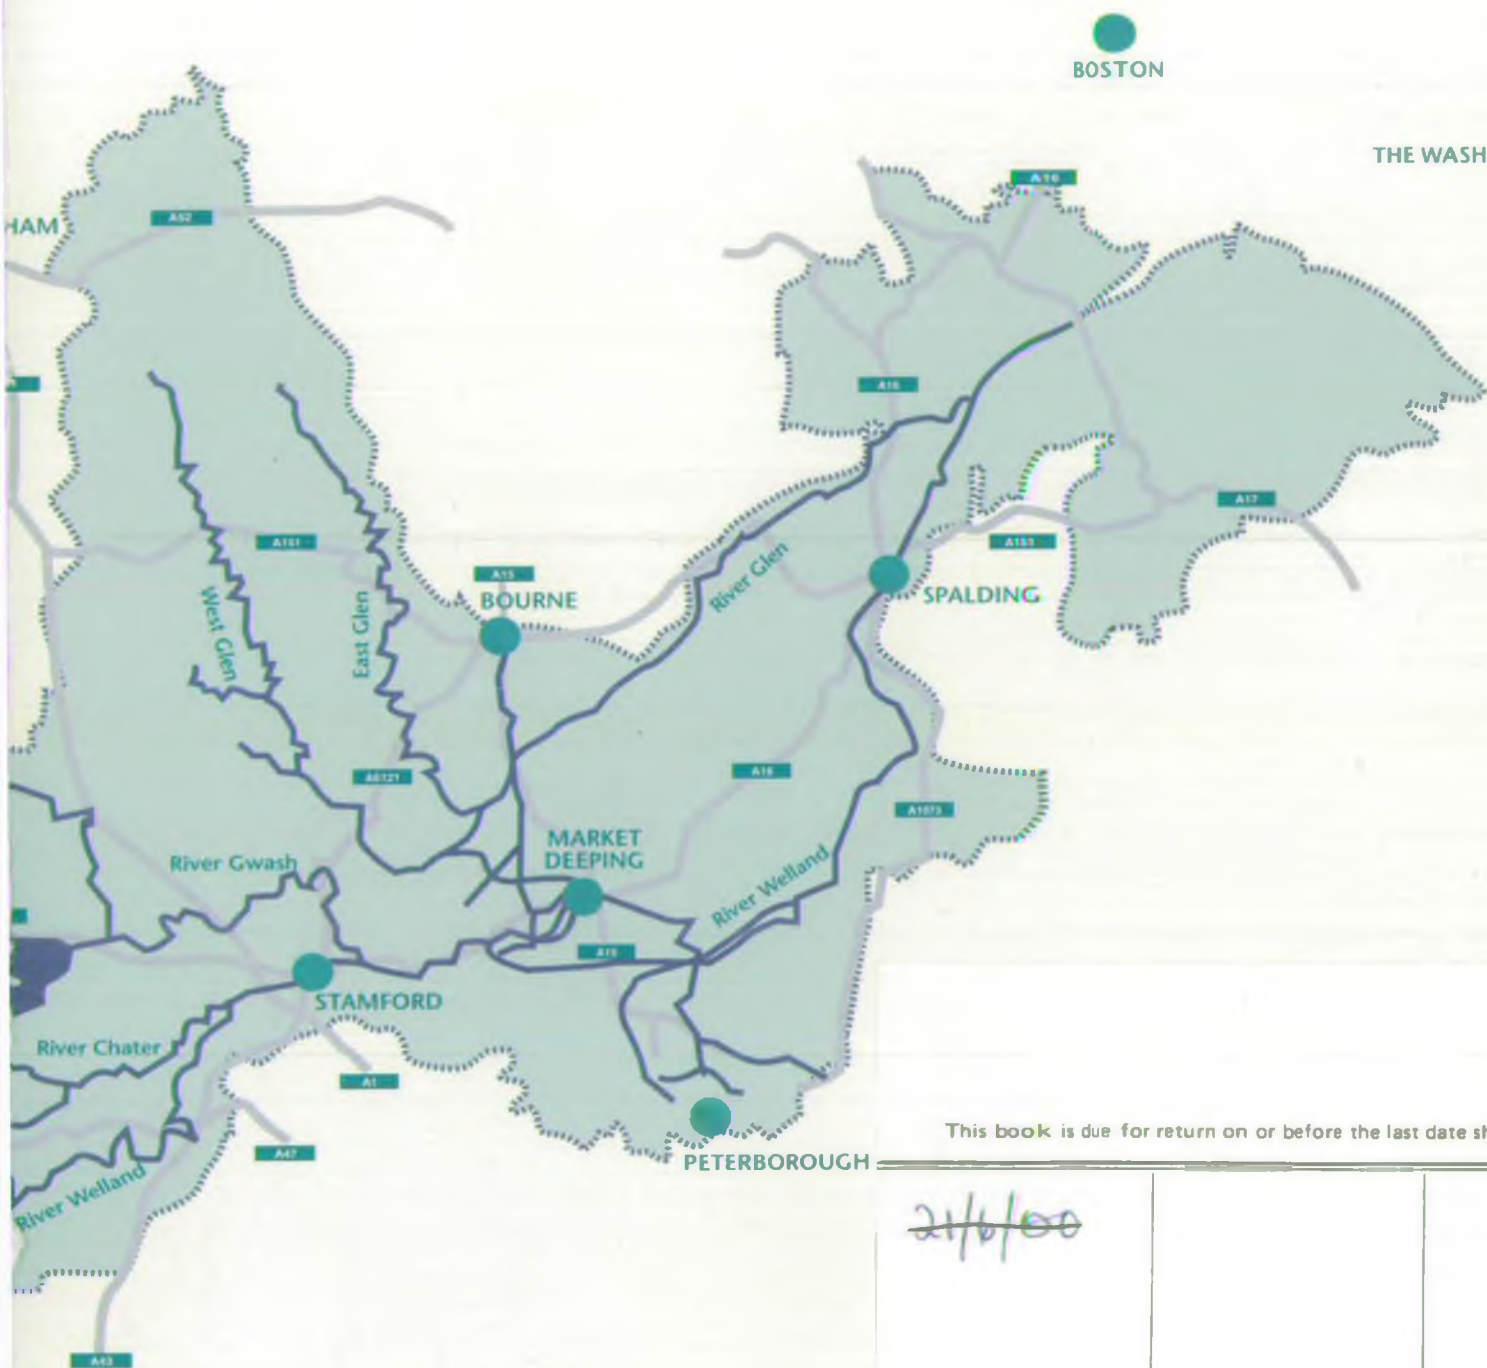 BOSTON
THE WASH
A16
A52
HAM
A16
A17
A151
A151
A15
BOURNE
River Glen
SPALDING
West Glen
East Glen
A6121
A16
A1073
MARKET
DEEPING
River Gwash
River Welland
A15
STAMFORD
River Chater
A1
This book is due for return on or before the last date sh
A47
PETERBOROUGH
River Welland
21/6/00
A43